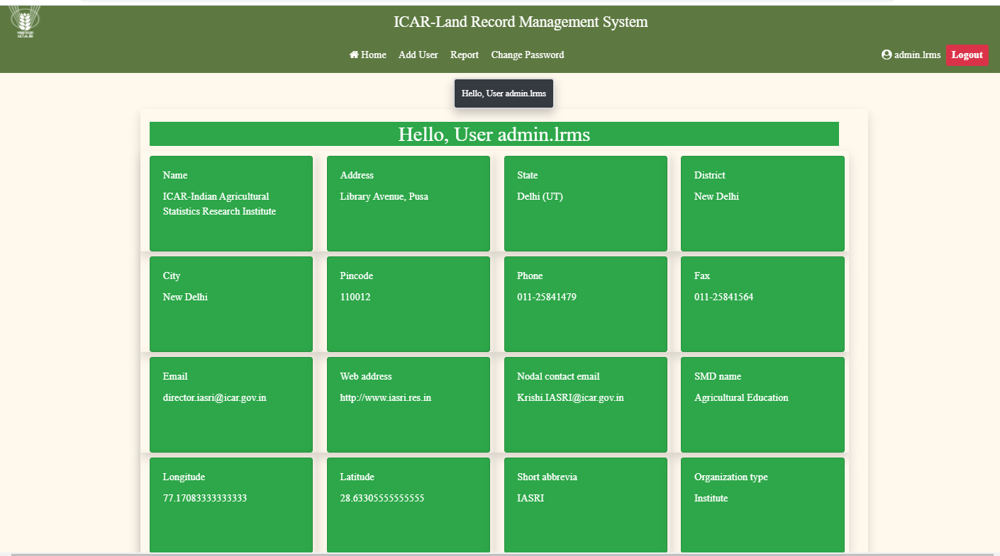 ICAR-Land Record Management System
ICAR
Home Add User Report Change Password admin.lrms Logout
Hello, User admin.lrms
Hello, User admin.lrms
Name
ICAR-Indian Agricultural
Statistics Research Institute
Address
Library Avenue, Pusa
State
Delhi (UT)
District
New Delhi
City
New Delhi
Pincode
110012
Phone
011-25841479
Fax
011-25841564
Email
director.iasri@icar.gov.in
Web address
http://www.iasri.res.in
Nodal contact email
Krishi.IASRI@icar.gov.in
SMD name
Agricultural Education
Longitude
77.17083333333333
Latitude
28.63305555555555
Short abbrevia
IASRI
Organization type
Institute